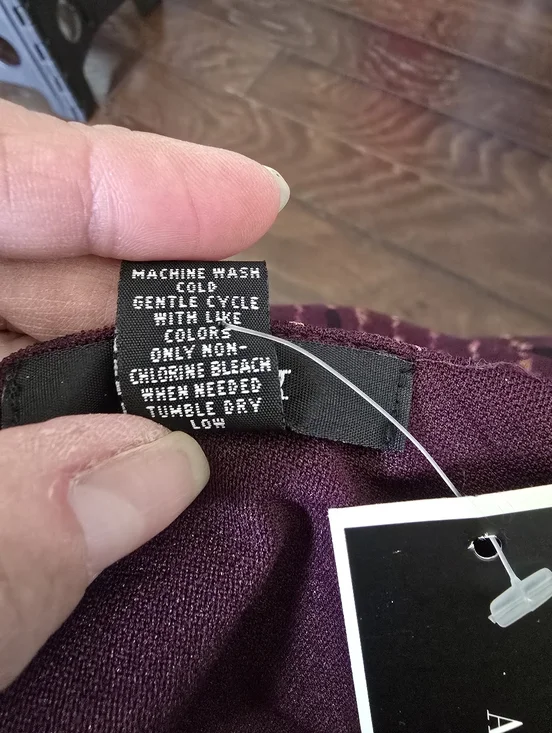 MACHINE WASH
COLD
GENTLE CYCLE
WITH LIKE
COLORS
ONLY NON-
CHLORINE BLEACH
WHEN NEEDED
TUMBLE DRY
LOW
A